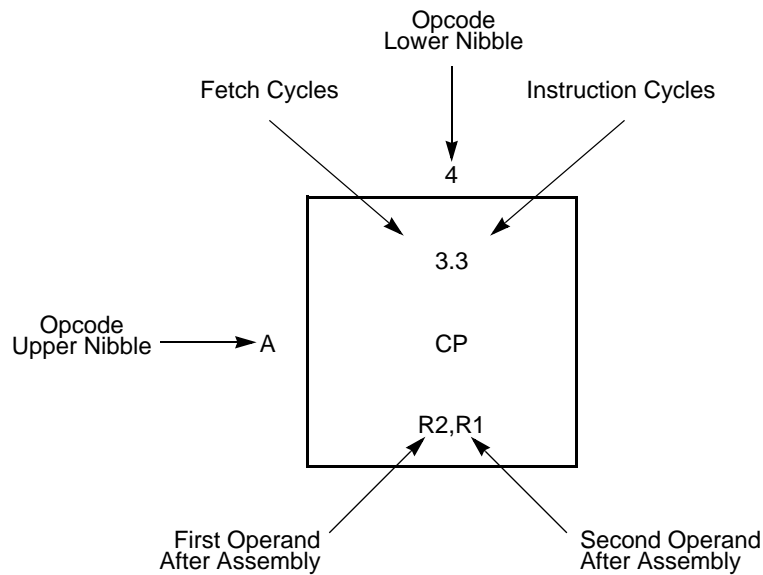 Opcode
Lower Nibble
Fetch Cycles
Instruction Cycles
4
3.3
Opcode
Upper Nibble
A
CP
R2,R1
First Operand
After Assembly
Second Operand
After Assembly